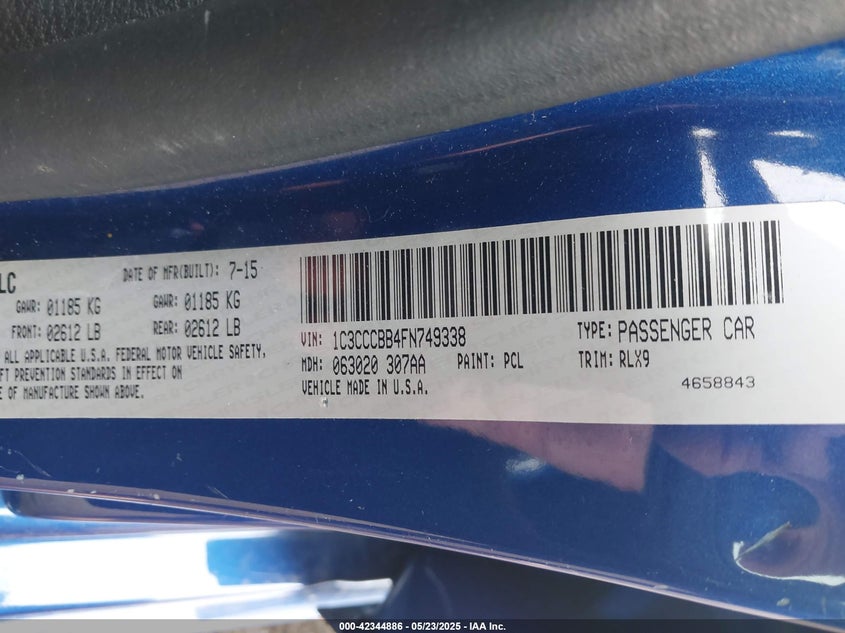 LC
DATE OF MFR(BUILT): 7-15
GAWR: 01185 KG
GAWR: 01185 KG
FRONT: 02612 LB
REAR: 02612 LB
ALL APPLICABLE U.S.A. FEDERAL MOTOR VEHICLE SAFETY,
FT PREVENTION STANDARDS IN EFFECT ON
E OF MANUFACTURE SHOWN ABOVE.
VIN: 1C3CCCBB4FN749338
TYPE: PASSENGER CAR
MDH: 063020 307AA
PAINT: PCL
TRIM: RLX9
VEHICLE MADE IN U.S.A.
4658843
000-42344886 | 05/23/2025 - IAA Inc.